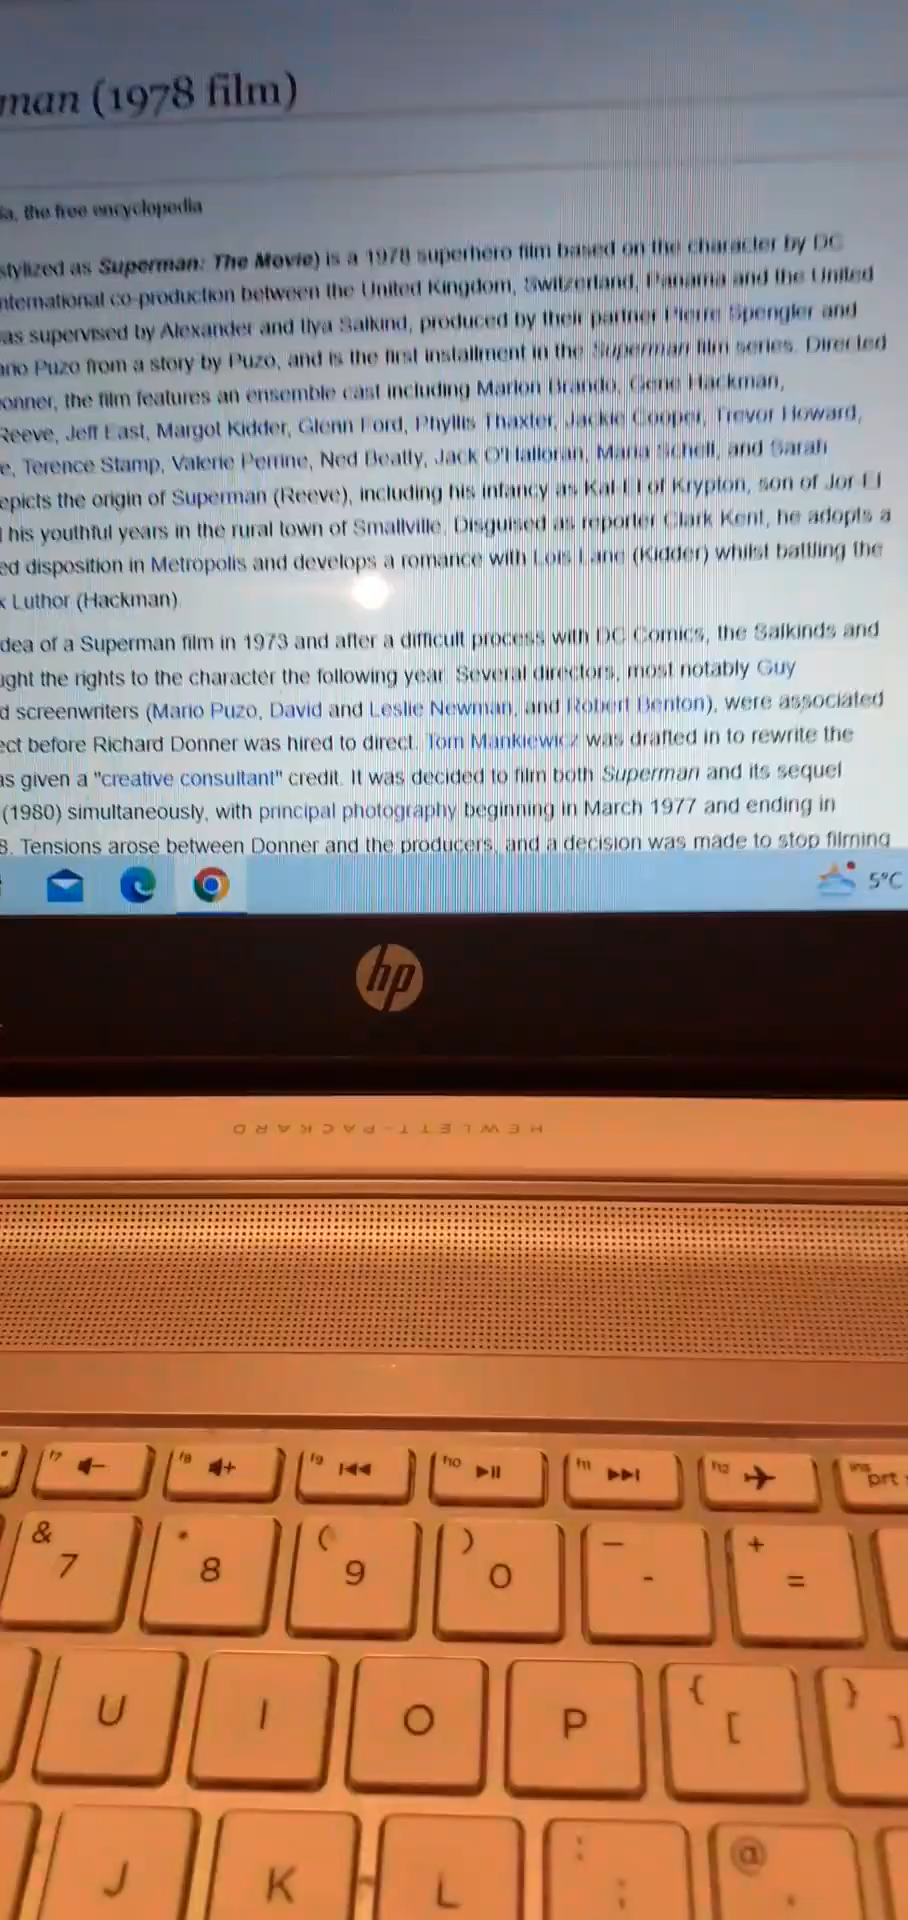 man (1978 film)
ia, the free encyclopedia
stylized as Superman: The Movie) is a 1978 superhero film based on the character by DC
nternational co-production between the United Kingdom, Switzerland, Panama and the United
as supervised by Alexander and Ilya Salkind, produced by their partner Pierre Spengler and
ario Puzo from a story by Puzo, and is the first installment in the Superman film series. Directed
onner, the film features an ensemble cast including Marlon Brando, Gene Hackman,
Reeve, Jeff East, Margot Kidder, Glenn Ford, Phyllis Thaxter, Jackie Cooper, Trevor Howard,
e, Terence Stamp, Valerie Perrine, Ned Beatty, Jack O'Halloran, Maria Schell, and Sarah
epicts the origin of Superman (Reeve), including his infancy as Kal-El of Krypton, son of Jor-El
his youthful years in the rural town of Smallville. Disguised as reporter Clark Kent, he adopts a
ed disposition in Metropolis and develops a romance with Lois Lane (Kidder) whilst battling the
x Luthor (Hackman).
dea of a Superman film in 1973 and after a difficult process with DC Comics, the Salkinds and
ught the rights to the character the following year. Several directors, most notably Guy
d screenwriters (Mario Puzo, David and Leslie Newman, and Robert Benton), were associated
ect before Richard Donner was hired to direct. Tom Mankiewicz was drafted in to rewrite the
as given a "creative consultant" credit. It was decided to film both Superman and its sequel
(1980) simultaneously, with principal photography beginning in March 1977 and ending in
8. Tensions arose between Donner and the producers, and a decision was made to stop filming
5°C
hp
HEWLETT-PACKARD
f7 f8 f9 f10 f11 f12 ins prt
& * ( ) _ +
7 8 9 0 - =
{ }
U I O P [ ]
: @
J K L ; '